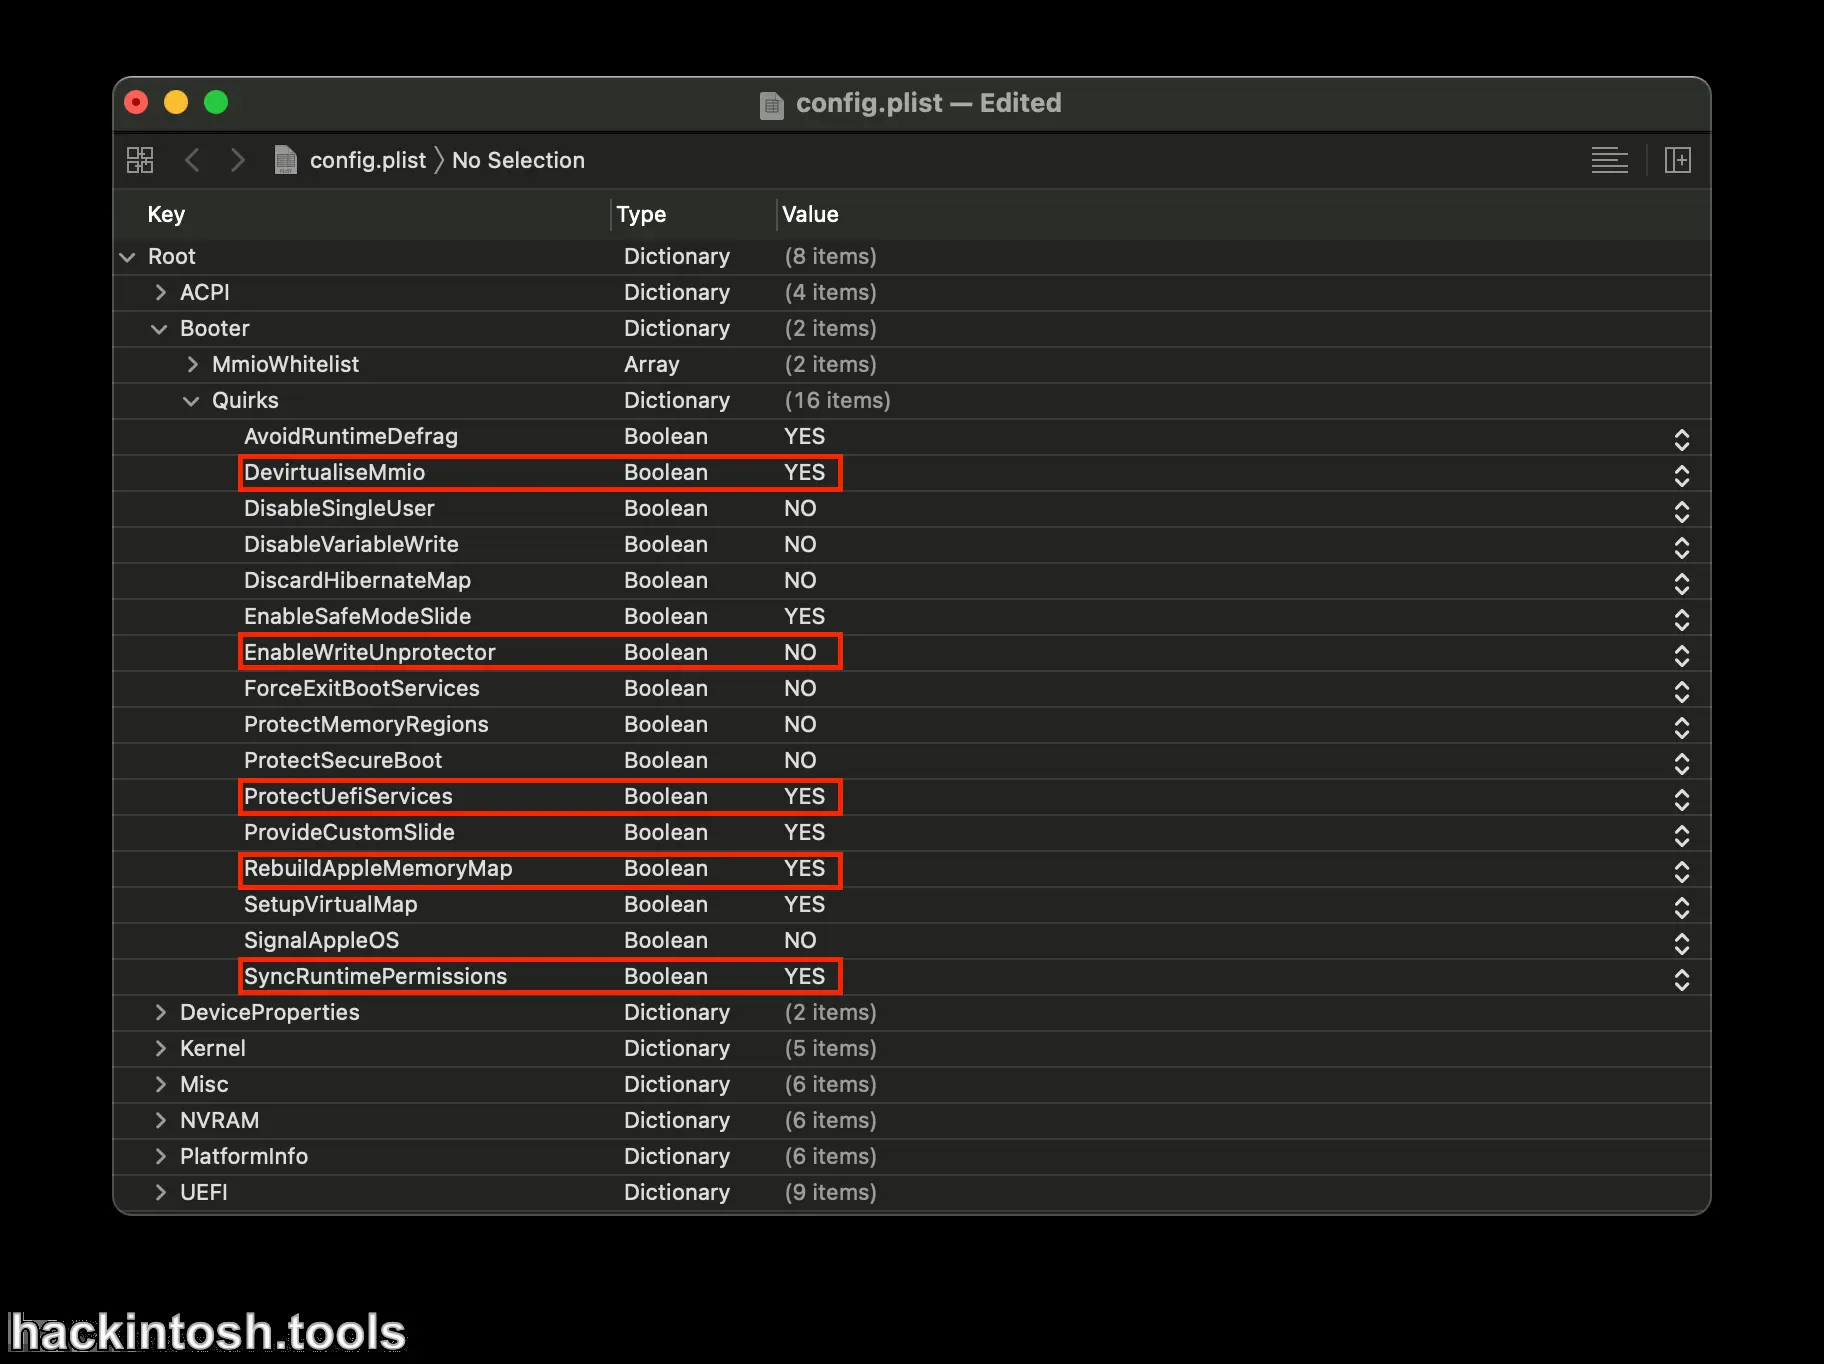 config.plist — Edited
config.plist 〉 No Selection
Key Type Value
Root Dictionary (8 items)
ACPI Dictionary (4 items)
Booter Dictionary (2 items)
MmioWhitelist Array (2 items)
Quirks Dictionary (16 items)
AvoidRuntimeDefrag Boolean YES
DevirtualiseMmio Boolean YES
DisableSingleUser Boolean NO
DisableVariableWrite Boolean NO
DiscardHibernateMap Boolean NO
EnableSafeModeSlide Boolean YES
EnableWriteUnprotector Boolean NO
ForceExitBootServices Boolean NO
ProtectMemoryRegions Boolean NO
ProtectSecureBoot Boolean NO
ProtectUefiServices Boolean YES
ProvideCustomSlide Boolean YES
RebuildAppleMemoryMap Boolean YES
SetupVirtualMap Boolean YES
SignalAppleOS Boolean NO
SyncRuntimePermissions Boolean YES
DeviceProperties Dictionary (2 items)
Kernel Dictionary (5 items)
Misc Dictionary (6 items)
NVRAM Dictionary (6 items)
PlatformInfo Dictionary (6 items)
UEFI Dictionary (9 items)
hackintosh.tools